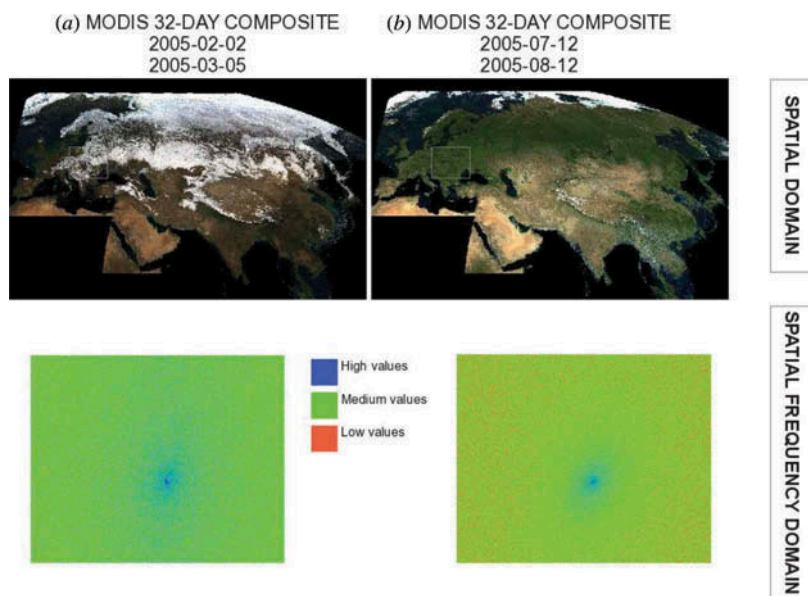 (a) MODIS 32-DAY COMPOSITE
2005-02-02
2005-03-05
(b) MODIS 32-DAY COMPOSITE
2005-07-12
2005-08-12
SPATIAL DOMAIN
High values
Medium values
Low values
SPATIAL FREQUENCY DOMAIN